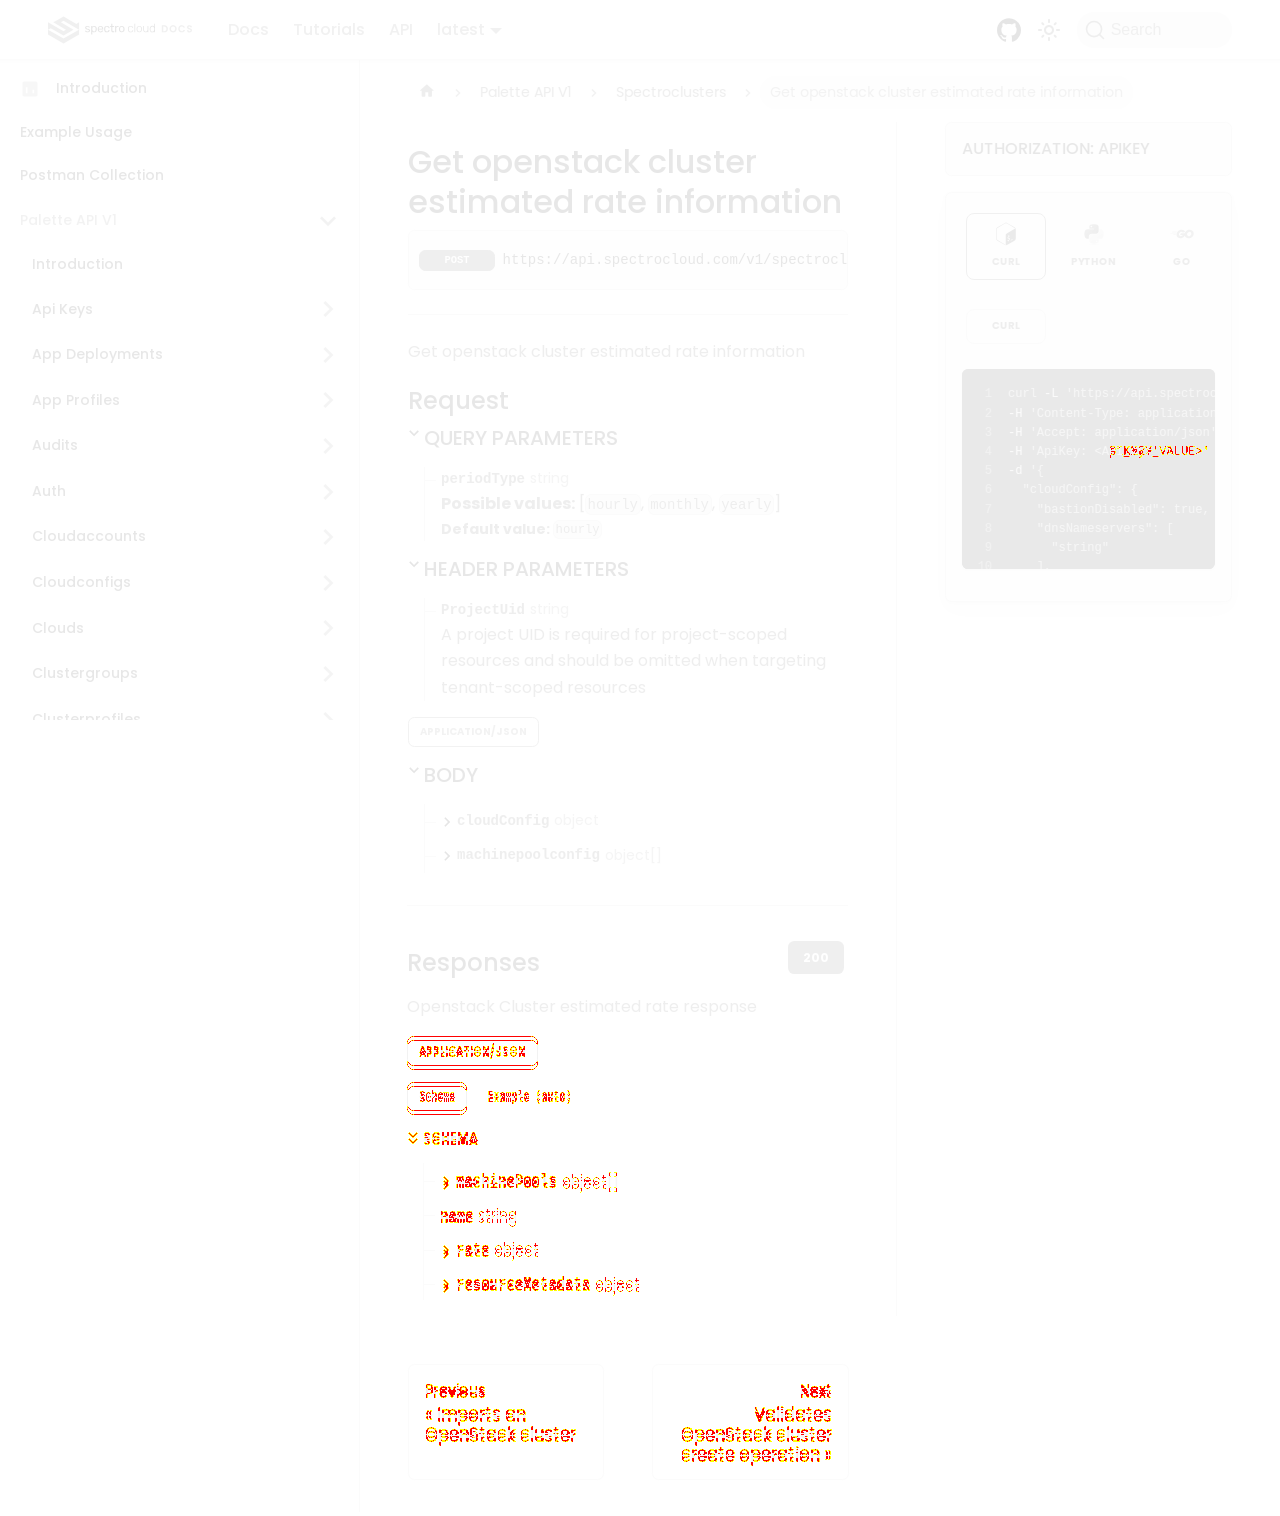 spectro cloud DOCS Docs Tutorials API latest Search
Introduction
Example Usage
Postman Collection
Palette API V1
Introduction
Api Keys
App Deployments
App Profiles
Audits
Auth
Cloudaccounts
Cloudconfigs
Clouds
Clustergroups
Clusterprofiles
Palette API V1 › Spectroclusters › Get openstack cluster estimated rate information
Get openstack cluster
estimated rate information
POST https://api.spectrocloud.com/v1/spectrocl
Get openstack cluster estimated rate information
Request
QUERY PARAMETERS
periodType string
Possible values: [hourly, monthly, yearly]
Default value: hourly
HEADER PARAMETERS
ProjectUid string
A project UID is required for project-scoped
resources and should be omitted when targeting
tenant-scoped resources
APPLICATION/JSON
BODY
cloudConfig object
machinepoolconfig object[]
Responses
200
Openstack Cluster estimated rate response
APPLICATION/JSON
Schema Example (auto)
SCHEMA
machinePools object[]
name string
rate object
resourceMetadata object
Previous
« Imports an
OpenStack cluster
Next
Validates
OpenStack cluster
create operation »
AUTHORIZATION: APIKEY
CURL PYTHON GO
CURL
1 curl -L 'https://api.spectroc
2 -H 'Content-Type: application
3 -H 'Accept: application/json'
4 -H 'ApiKey:
5 -d '{
6 "cloudConfig": {
7 "bastionDisabled": true,
8 "dnsNameservers": [
9 "string"
10 ]